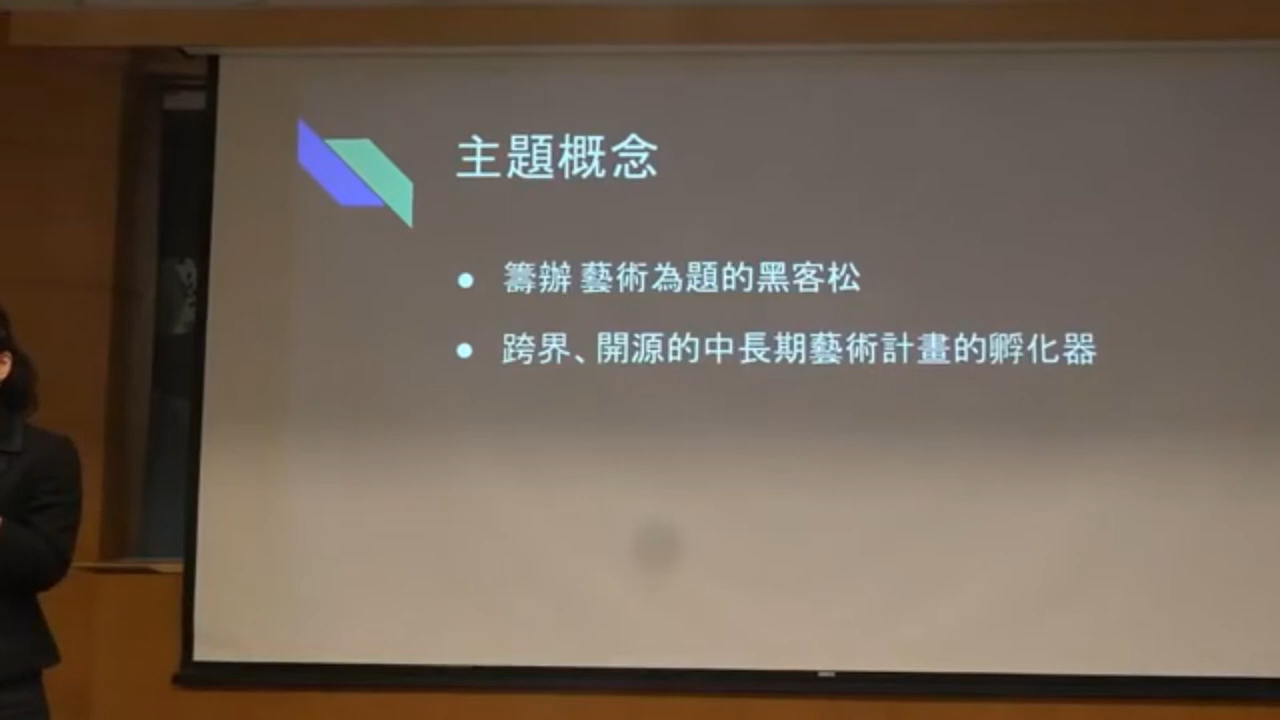 主題概念
● 籌辦 藝術為題的黑客松
● 跨界、開源的中長期藝術計畫的孵化器